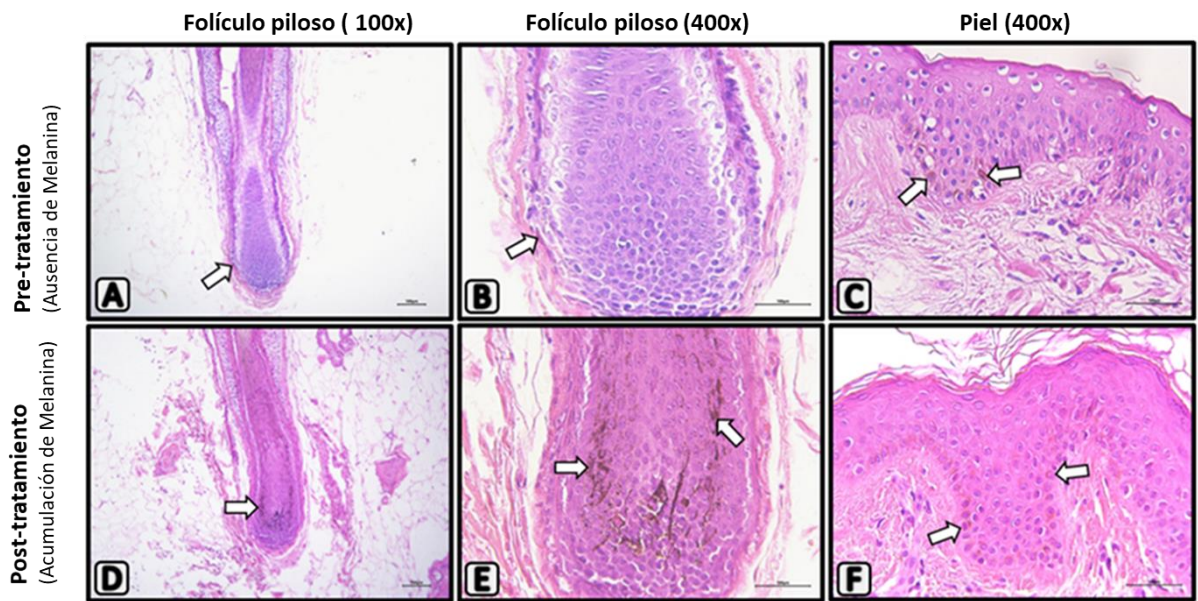 Folículo piloso ( 100x)
Folículo piloso (400x)
Piel (400x)
Pre-tratamiento
(Ausencia de Melanina)
A
B
C
Post-tratamiento
(Acumulación de Melanina)
D
E
F